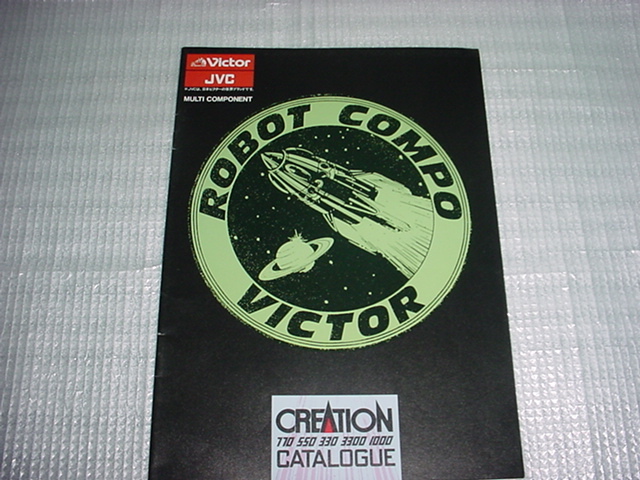 Victor
JVC
MULTI COMPONENT
ROBOT COMPO
VICTOR
CREATION
770 550 330 3300 1000
CATALOGUE